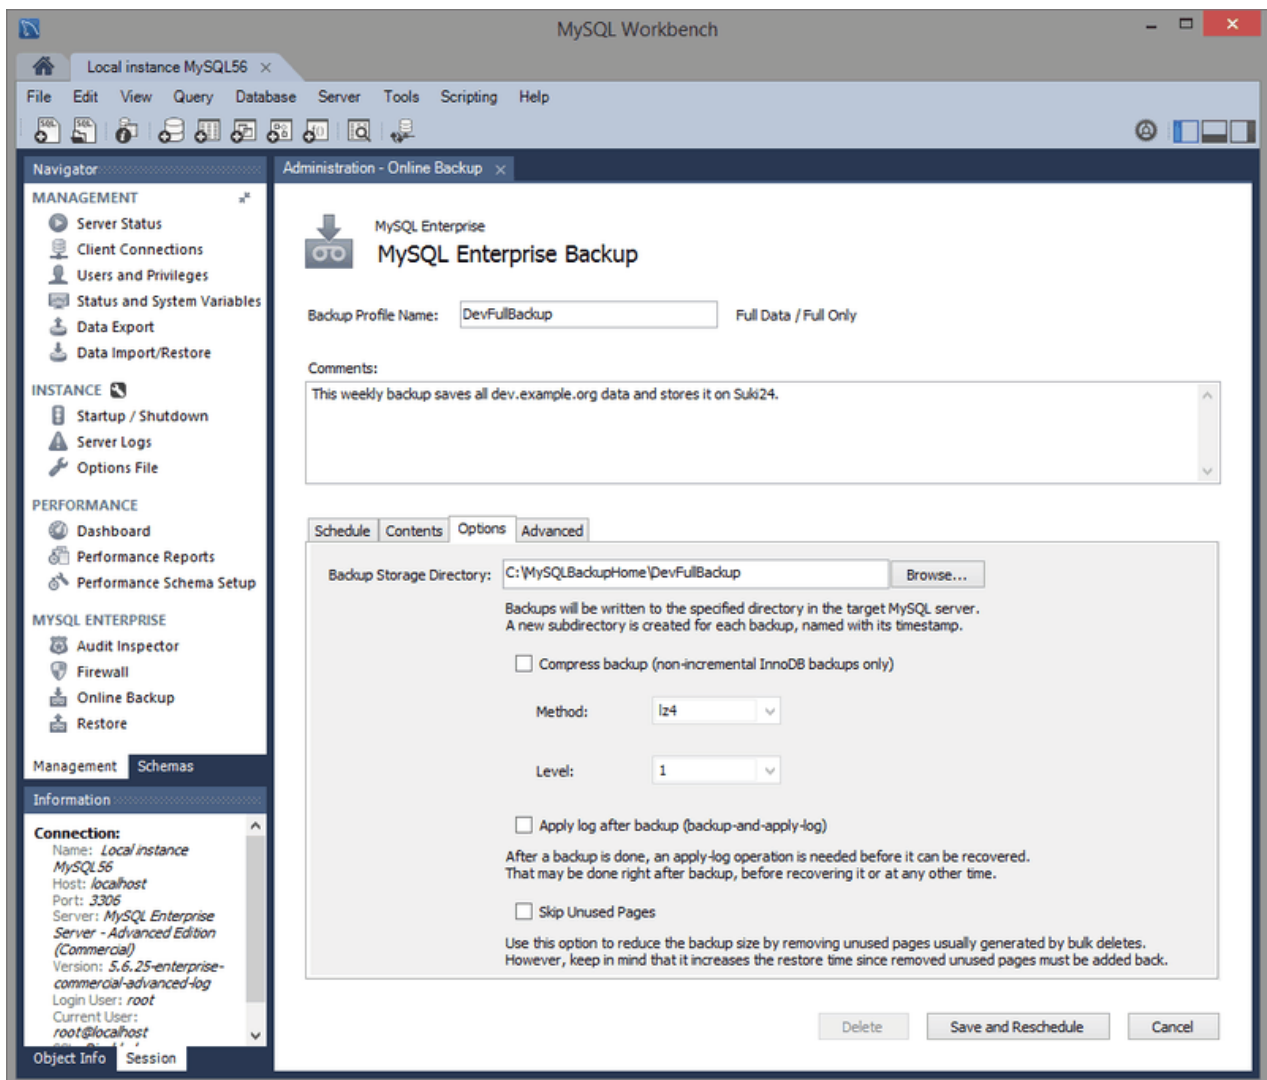 MySQL Workbench
Local instance MySQL56
File Edit View Query Database Server Tools Scripting Help
Navigator
MANAGEMENT
Server Status
Client Connections
Users and Privileges
Status and System Variables
Data Export
Data Import/Restore
INSTANCE
Startup / Shutdown
Server Logs
Options File
PERFORMANCE
Dashboard
Performance Reports
Performance Schema Setup
MYSQL ENTERPRISE
Audit Inspector
Firewall
Online Backup
Restore
Management Schemas
Information
Connection:
Name: Local instance
MySQL56
Host: localhost
Port: 3306
Server: MySQL Enterprise
Server - Advanced Edition
(Commercial)
Version: 5.6.25-enterprise-
commercial-advanced-log
Login User: root
Current User:
root@localhost
Object Info Session
Administration - Online Backup
MySQL Enterprise
MySQL Enterprise Backup
Backup Profile Name: DevFullBackup Full Data / Full Only
Comments:
This weekly backup saves all dev.example.org data and stores it on Suki24.
Schedule Contents Options Advanced
Backup Storage Directory: C:\MySQLBackupHome\DevFullBackup Browse...
Backups will be written to the specified directory in the target MySQL server.
A new subdirectory is created for each backup, named with its timestamp.
Compress backup (non-incremental InnoDB backups only)
Method: lz4
Level: 1
Apply log after backup (backup-and-apply-log)
After a backup is done, an apply-log operation is needed before it can be recovered.
That may be done right after backup, before recovering it or at any other time.
Skip Unused Pages
Use this option to reduce the backup size by removing unused pages usually generated by bulk deletes.
However, keep in mind that it increases the restore time since removed unused pages must be added back.
Delete Save and Reschedule Cancel